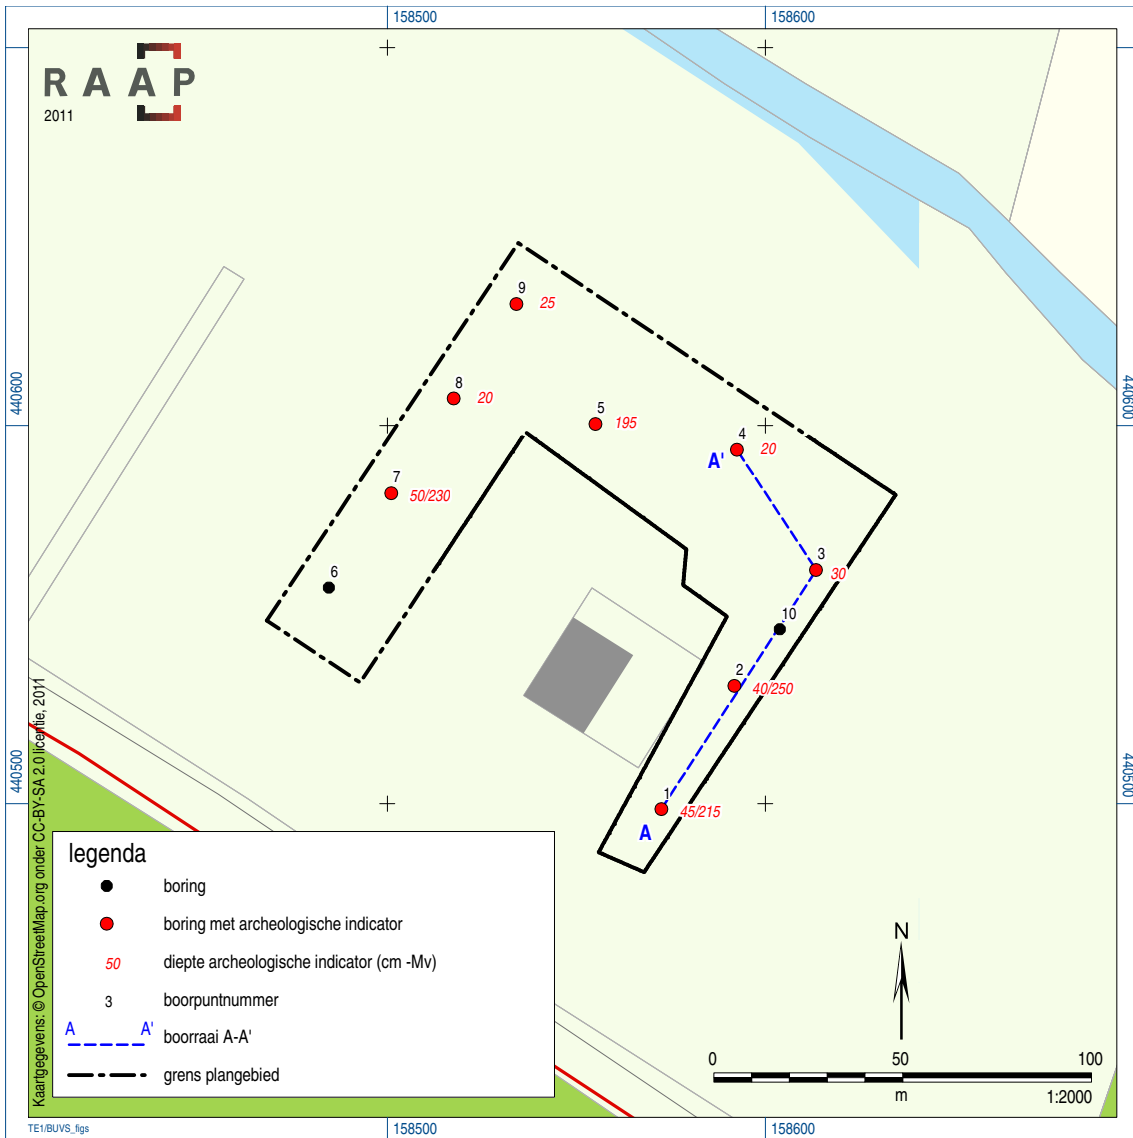 158500
158600
RAAP
2011
9
25
8
20
5
195
4
20
A'
7
50/230
3
30
6
10
2
40/250
1
45/215
A
440600
440600
440500
440500
Kaartgegevens: © OpenStreetMap.org onder CC-BY-SA 2.0 licentie, 2011
legenda
boring
boring met archeologische indicator
50 diepte archeologische indicator (cm -Mv)
3 boorpuntnummer
A A' boorraai A-A'
grens plangebied
N
0 50 100
m 1:2000
TE1/BUVS_figs
158500
158600